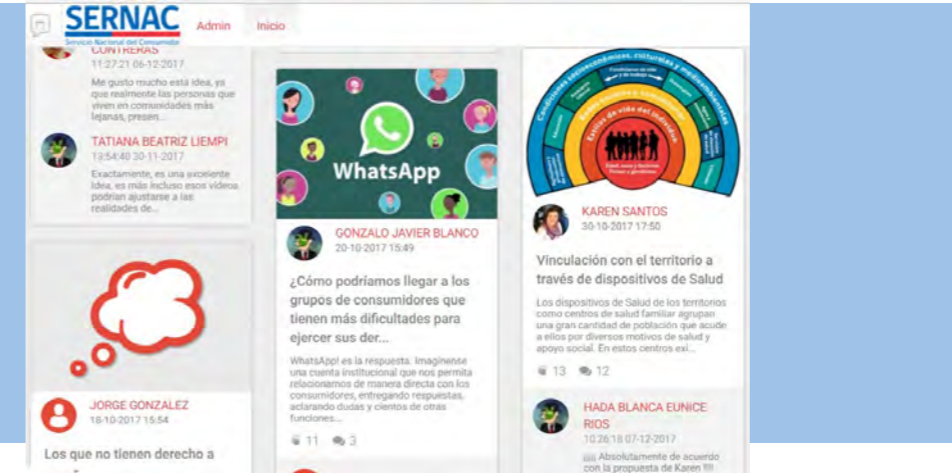 SERNAC
Servicio Nacional del Consumidor
Admin Inicio
CONTRERAS
11:27:21 06-12-2017
Me gusto mucho esta idea, ya
que realmente las personas que
viven en comunidades más
lejanas, presen...
TATIANA BEATRIZ LIEMPI
13:54:40 30-11-2017
Exactamente, es una excelente
idea, es más incluso esos videos
podrían ajustarse a las
realidades de...
JORGE GONZALEZ
18-10-2017 15:54
Los que no tienen derecho a
WhatsApp
GONZALO JAVIER BLANCO
20-10-2017 15:49
¿Cómo podríamos llegar a los
grupos de consumidores que
tienen más dificultades para
ejercer sus der...
WhatsApp! es la respuesta. Imagínense
una cuenta institucional que nos permita
relacionarnos de manera directa con los
consumidores, entregando respuestas,
aclarando dudas y cientos de otras
funciones...
11 3
Condiciones socioeconómicas, culturales y medioambientales
Estilos de vida del individuo
KAREN SANTOS
30-10-2017 17:50
Vinculación con el territorio a
través de dispositivos de Salud
Los dispositivos de Salud de los territorios
como centros de salud familiar agrupan
una gran cantidad de población que acude
a ellos por diversos motivos de salud y
apoyo social. En estos centros exi...
13 12
HADA BLANCA EUNICE
RIOS
10:26:18 07-12-2017
Absolutamente de acuerdo
con la propuesta de Karen !!!!